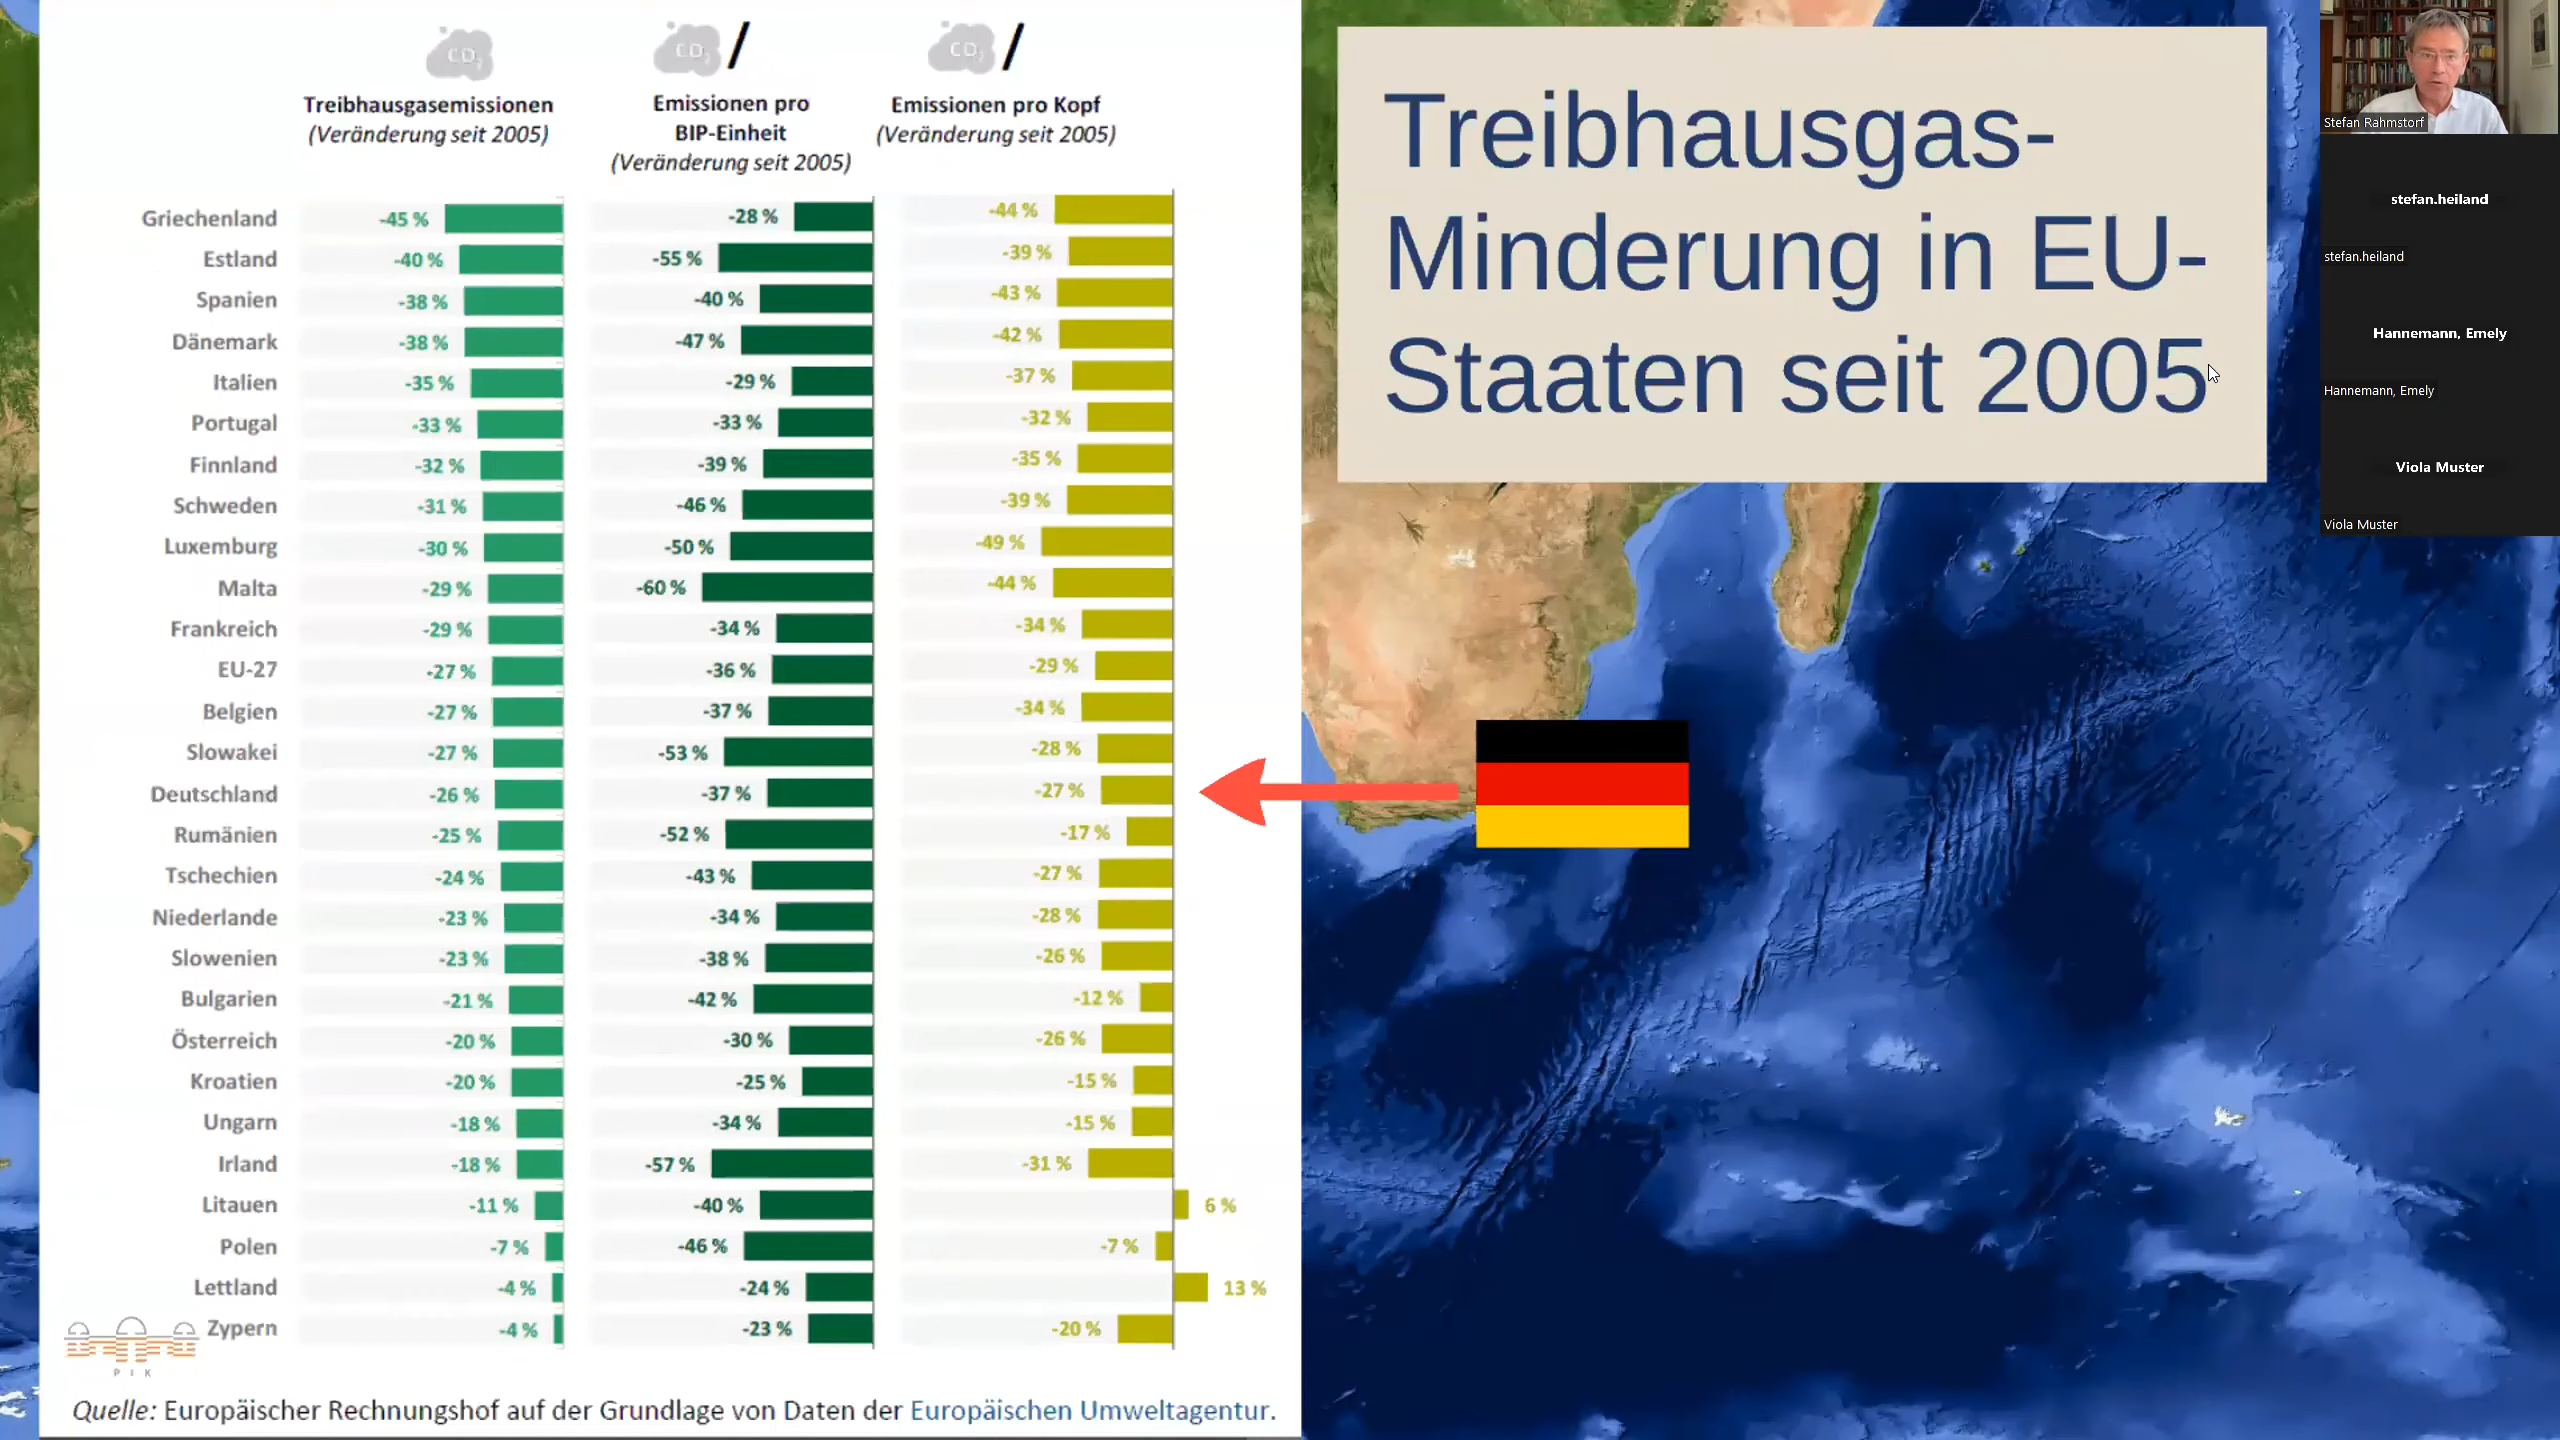 CO₂
CO₂ /
CO₂ /
Treibhausgasemissionen
(Veränderung seit 2005)
Emissionen pro
BIP-Einheit
(Veränderung seit 2005)
Emissionen pro Kopf
(Veränderung seit 2005)
Griechenland -45 % -28 % -44 %
Estland -40 % -55 % -39 %
Spanien -38 % -40 % -43 %
Dänemark -38 % -47 % -42 %
Italien -35 % -29 % -37 %
Portugal -33 % -33 % -32 %
Finnland -32 % -39 % -35 %
Schweden -31 % -46 % -39 %
Luxemburg -30 % -50 % -49 %
Malta -29 % -60 % -44 %
Frankreich -29 % -34 % -34 %
EU-27 -27 % -36 % -29 %
Belgien -27 % -37 % -34 %
Slowakei -27 % -53 % -28 %
Deutschland -26 % -37 % -27 %
Rumänien -25 % -52 % -17 %
Tschechien -24 % -43 % -27 %
Niederlande -23 % -34 % -28 %
Slowenien -23 % -38 % -26 %
Bulgarien -21 % -42 % -12 %
Österreich -20 % -30 % -26 %
Kroatien -20 % -25 % -15 %
Ungarn -18 % -34 % -15 %
Irland -18 % -57 % -31 %
Litauen -11 % -40 % 6 %
Polen -7 % -46 % -7 %
Lettland -4 % -24 % 13 %
Zypern -4 % -23 % -20 %
PIK
Quelle: Europäischer Rechnungshof auf der Grundlage von Daten der Europäischen Umweltagentur.
Treibhausgas-
Minderung in EU-
Staaten seit 2005
Stefan Rahmstorf
stefan.heiland
stefan.heiland
Hannemann, Emely
Hannemann, Emely
Viola Muster
Viola Muster